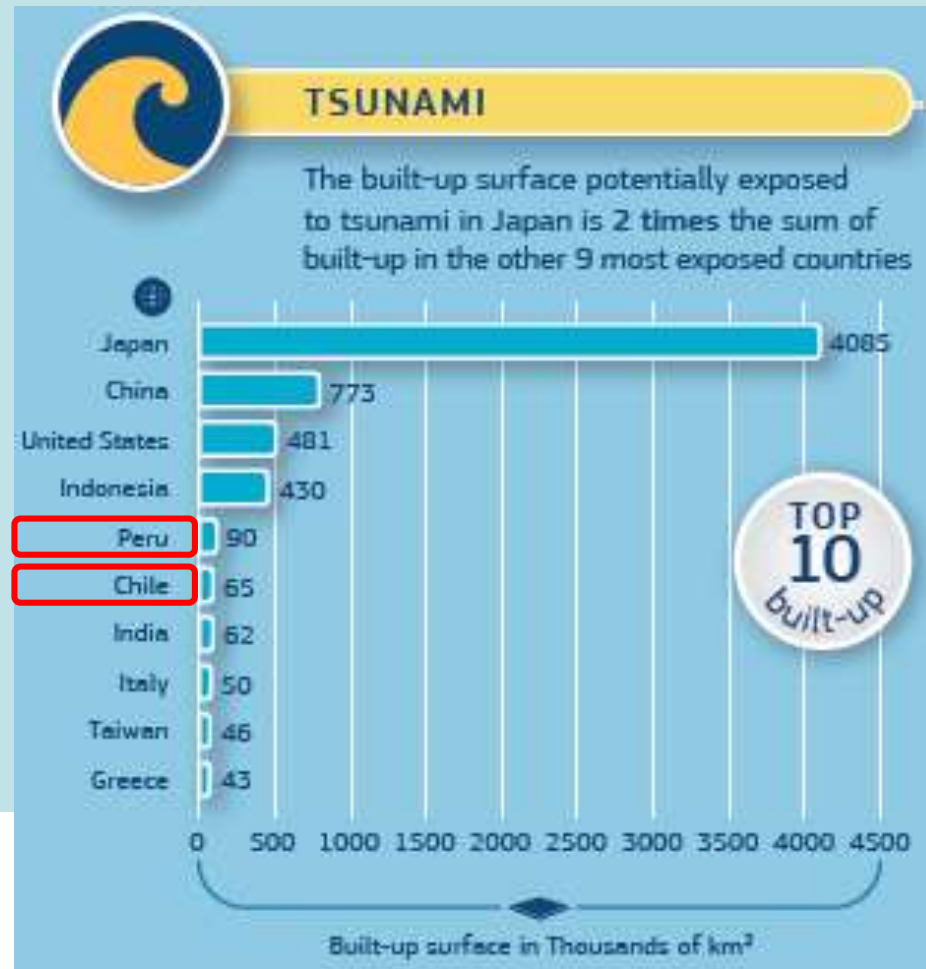 TSUNAMI
The built-up surface potentially exposed
to tsunami in Japan is 2 times the sum of
built-up in the other 9 most exposed countries
Japan 4085
China 773
United States 481
Indonesia 430
Peru 90
Chile 65
India 62
Italy 50
Taiwan 46
Greece 43
TOP
10
built-up
0 500 1000 1500 2000 2500 3000 3500 4000 4500
Built-up surface in Thousands of km²